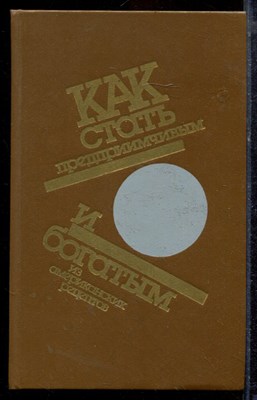 КАК
стать
предприимчивым
и
богатым
из
американских
рецептов